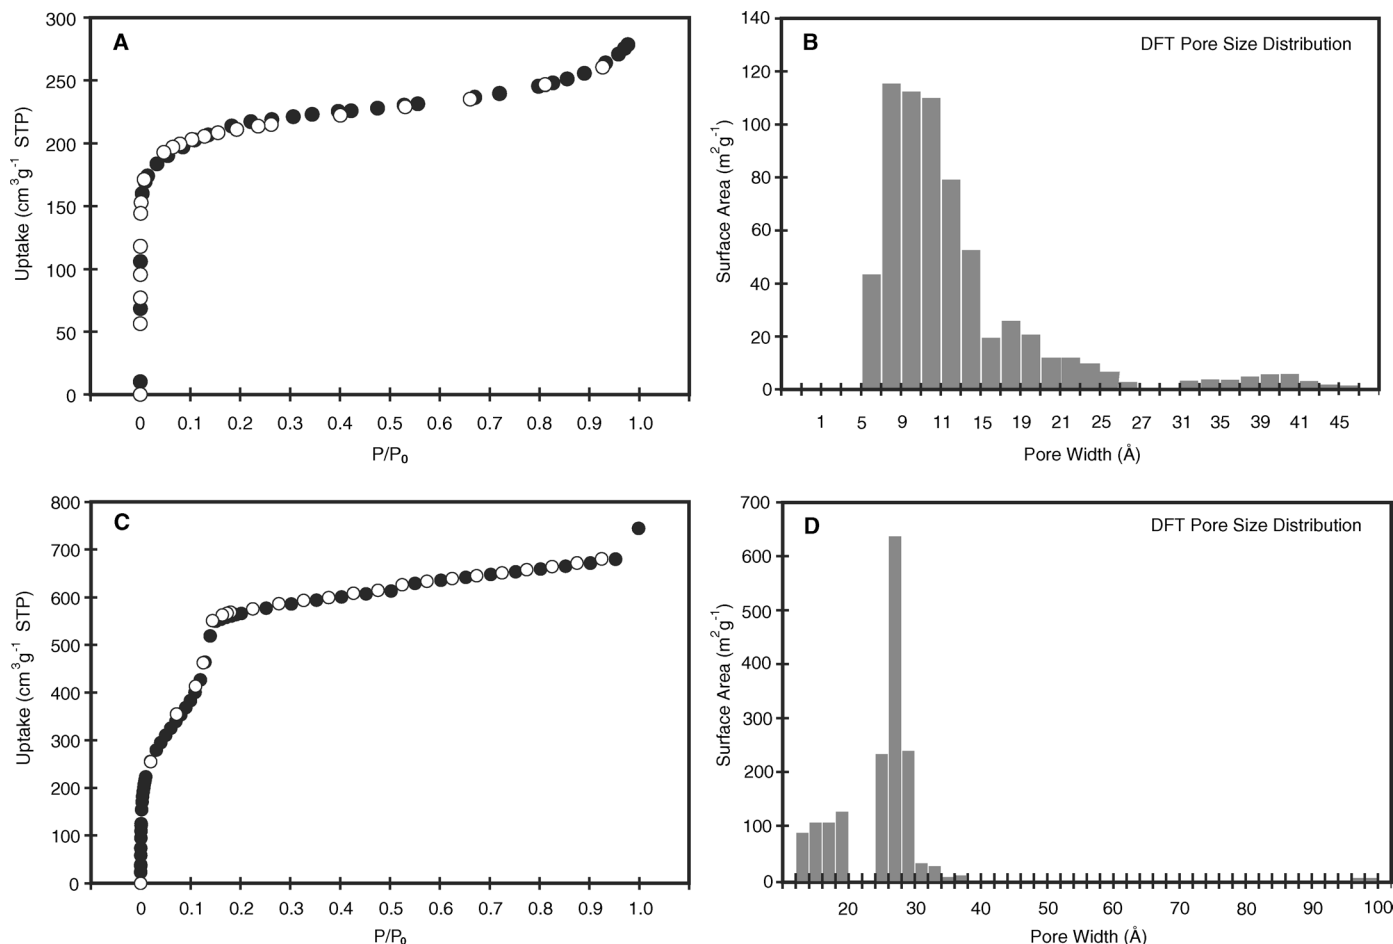 A
Uptake (cm³g⁻¹ STP)
300
250
200
150
100
50
0
0 0.1 0.2 0.3 0.4 0.5 0.6 0.7 0.8 0.9 1.0
P/P₀
B
DFT Pore Size Distribution
Surface Area (m²g⁻¹)
140
120
100
80
60
40
20
0
1 5 9 11 15 19 21 25 27 31 35 39 41 45
Pore Width (Å)
C
Uptake (cm³g⁻¹ STP)
800
700
600
500
400
300
200
100
0
0 0.1 0.2 0.3 0.4 0.5 0.6 0.7 0.8 0.9 1.0
P/P₀
D
DFT Pore Size Distribution
Surface Area (m²g⁻¹)
700
600
500
400
300
200
100
0
20 30 40 50 60 70 80 90 100
Pore Width (Å)